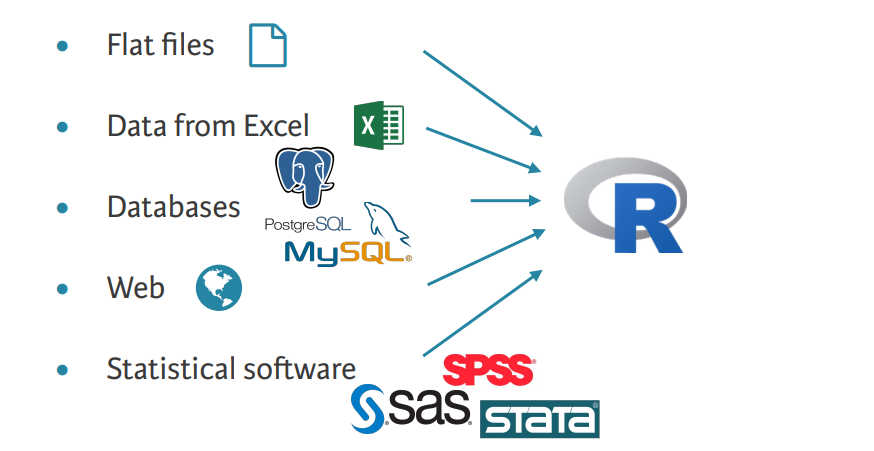 Flat files
Data from Excel
X
Databases
PostgreSQL
MySQL®
Web
Statistical software
SPSS®
sas®
STATA®
R